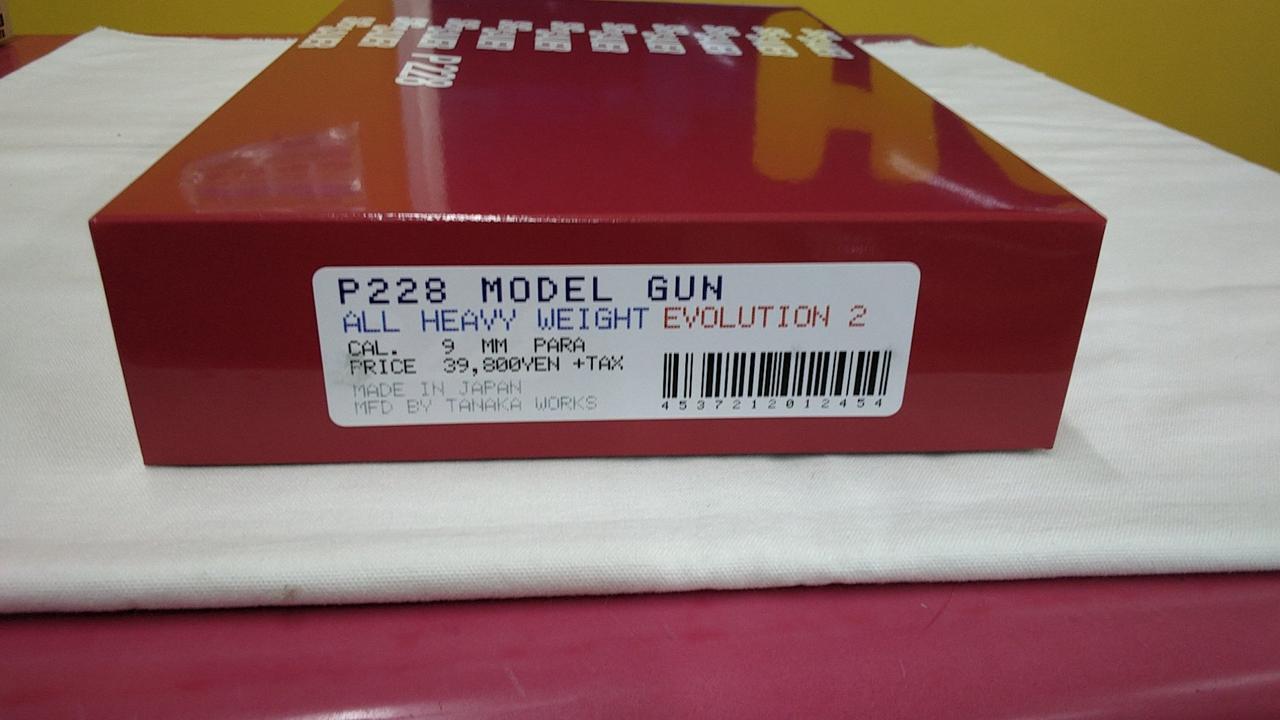 P228
P228 MODEL GUN
ALL HEAVY WEIGHT EVOLUTION 2
CAL. 9 MM PARA
PRICE 39,800YEN +TAX
MADE IN JAPAN
MFD BY TANAKA WORKS
4537212012454